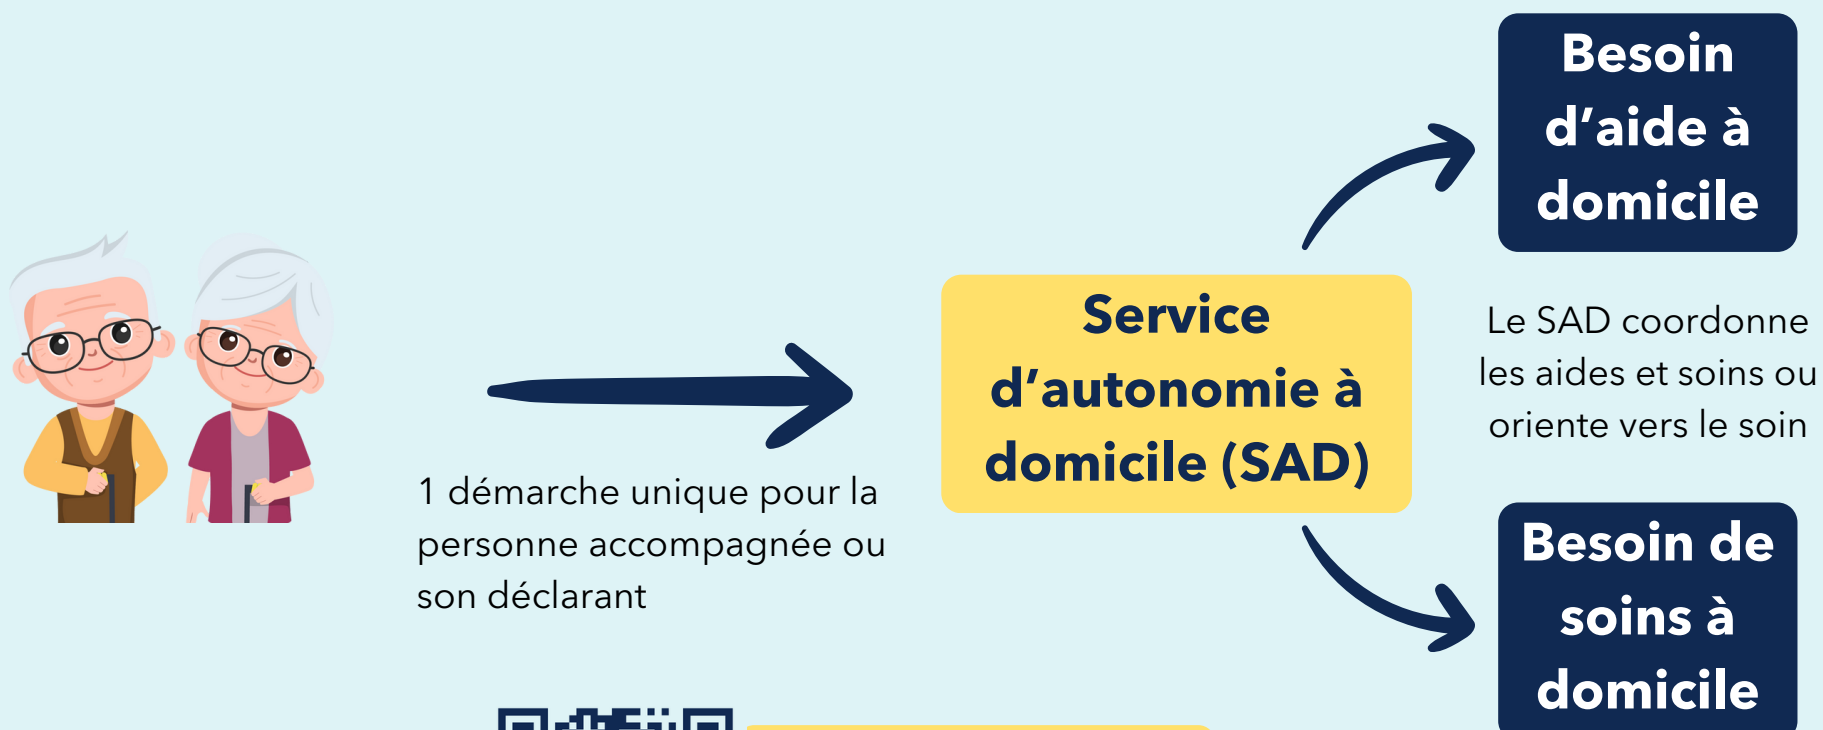 1 démarche unique pour la
personne accompagnée ou
son déclarant
Service
d’autonomie à
domicile (SAD)
Besoin
d’aide à
domicile
Le SAD coordonne
les aides et soins ou
oriente vers le soin
Besoin de
soins à
domicile